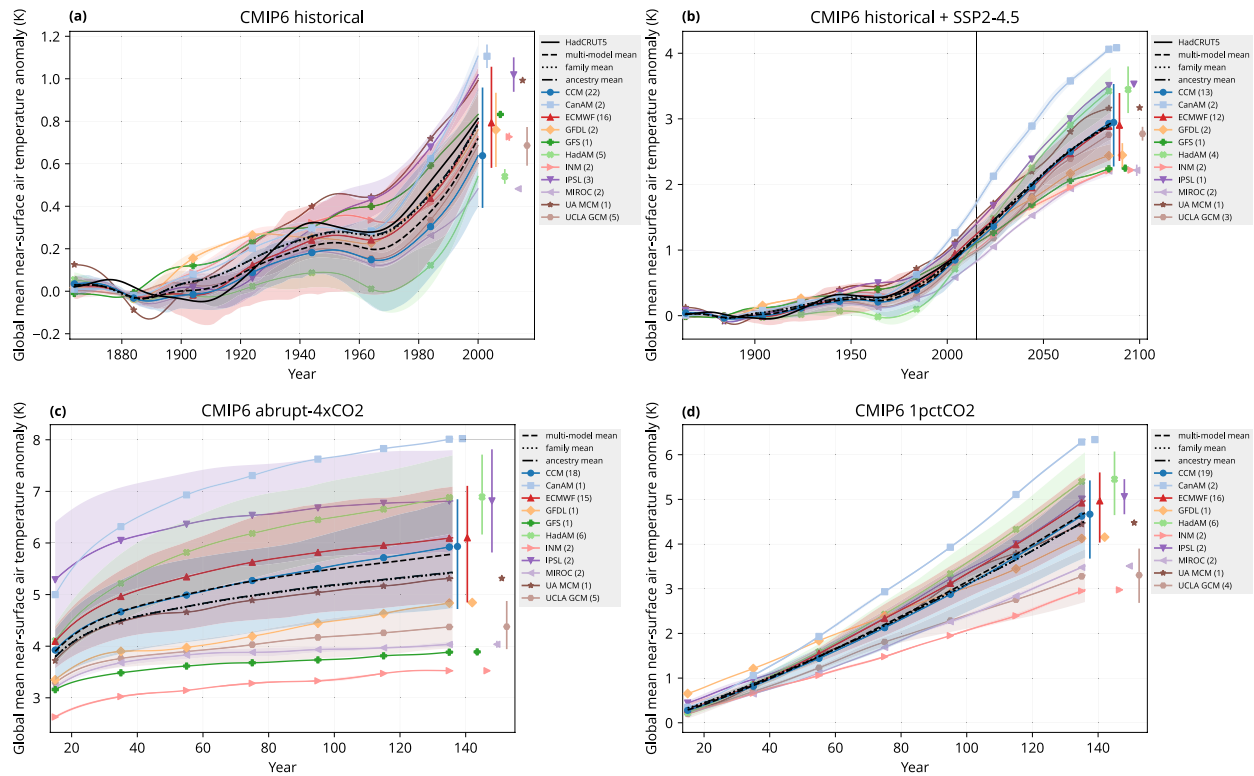 (a) CMIP6 historical
Global mean near-surface air temperature anomaly (K)
1.2
1.0
0.8
0.6
0.4
0.2
0.0
−0.2
1880 1900 1920 1940 1960 1980 2000
Year
HadCRUT5
multi-model mean
family mean
ancestry mean
CCM (22)
CanAM (2)
ECMWF (16)
GFDL (2)
GFS (1)
HadAM (5)
INM (2)
IPSL (3)
MIROC (2)
UA MCM (1)
UCLA GCM (5)
(b) CMIP6 historical + SSP2-4.5
Global mean near-surface air temperature anomaly (K)
4
3
2
1
0
1900 1950 2000 2050 2100
Year
HadCRUT5
multi-model mean
family mean
ancestry mean
CCM (13)
CanAM (2)
ECMWF (12)
GFDL (2)
GFS (1)
HadAM (4)
INM (2)
IPSL (1)
MIROC (2)
UA MCM (1)
UCLA GCM (3)
(c) CMIP6 abrupt-4xCO2
Global mean near-surface air temperature anomaly (K)
8
7
6
5
4
3
20 40 60 80 100 120 140
Year
multi-model mean
family mean
ancestry mean
CCM (18)
CanAM (1)
ECMWF (15)
GFDL (1)
GFS (1)
HadAM (6)
INM (2)
IPSL (2)
MIROC (2)
UA MCM (1)
UCLA GCM (5)
(d) CMIP6 1pctCO2
Global mean near-surface air temperature anomaly (K)
6
5
4
3
2
1
0
20 40 60 80 100 120 140
Year
multi-model mean
family mean
ancestry mean
CCM (19)
CanAM (2)
ECMWF (16)
GFDL (1)
HadAM (6)
INM (2)
IPSL (2)
MIROC (2)
UA MCM (1)
UCLA GCM (4)